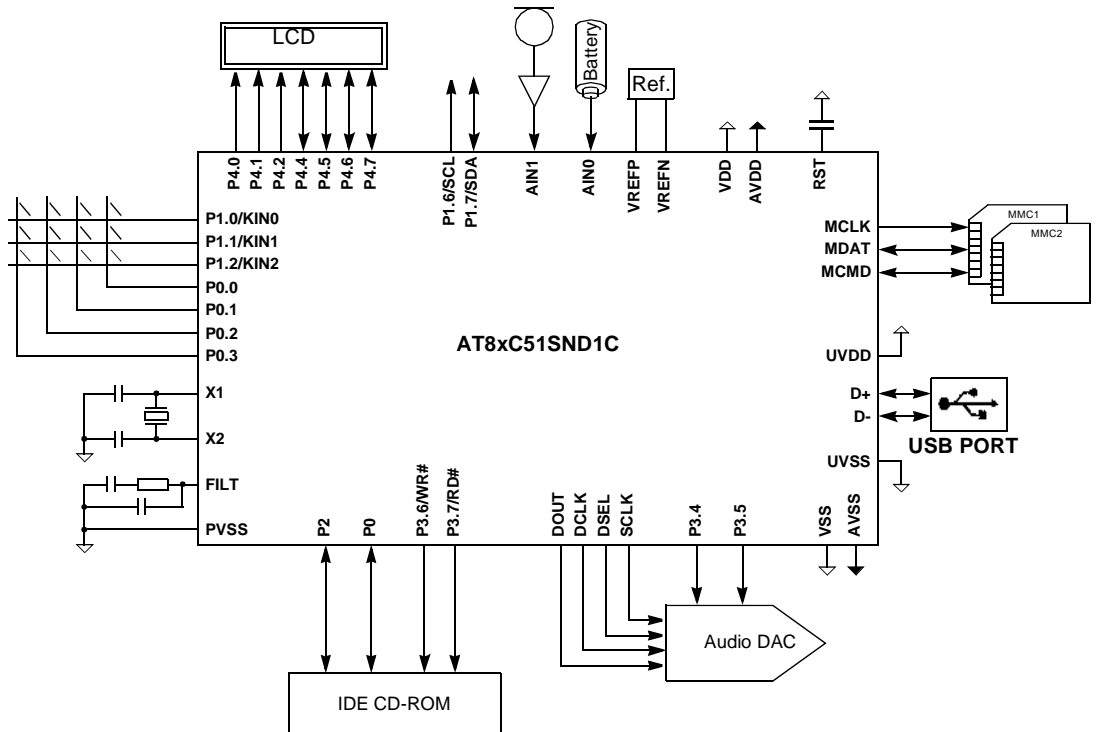 LCD
Battery
Ref.
P4.0
P4.1
P4.2
P4.4
P4.5
P4.6
P4.7
P1.6/SCL
P1.7/SDA
AIN1
AIN0
VREFP
VREFN
VDD
AVDD
RST
P1.0/KIN0
P1.1/KIN1
P1.2/KIN2
P0.0
P0.1
P0.2
P0.3
X1
X2
FILT
PVSS
AT8xC51SND1C
MCLK
MDAT
MCMD
MMC1
MMC2
UVDD
D+
D-
USB PORT
UVSS
P2
P0
P3.6/WR#
P3.7/RD#
DOUT
DCLK
DSEL
SCLK
P3.4
P3.5
VSS
AVSS
Audio DAC
IDE CD-ROM